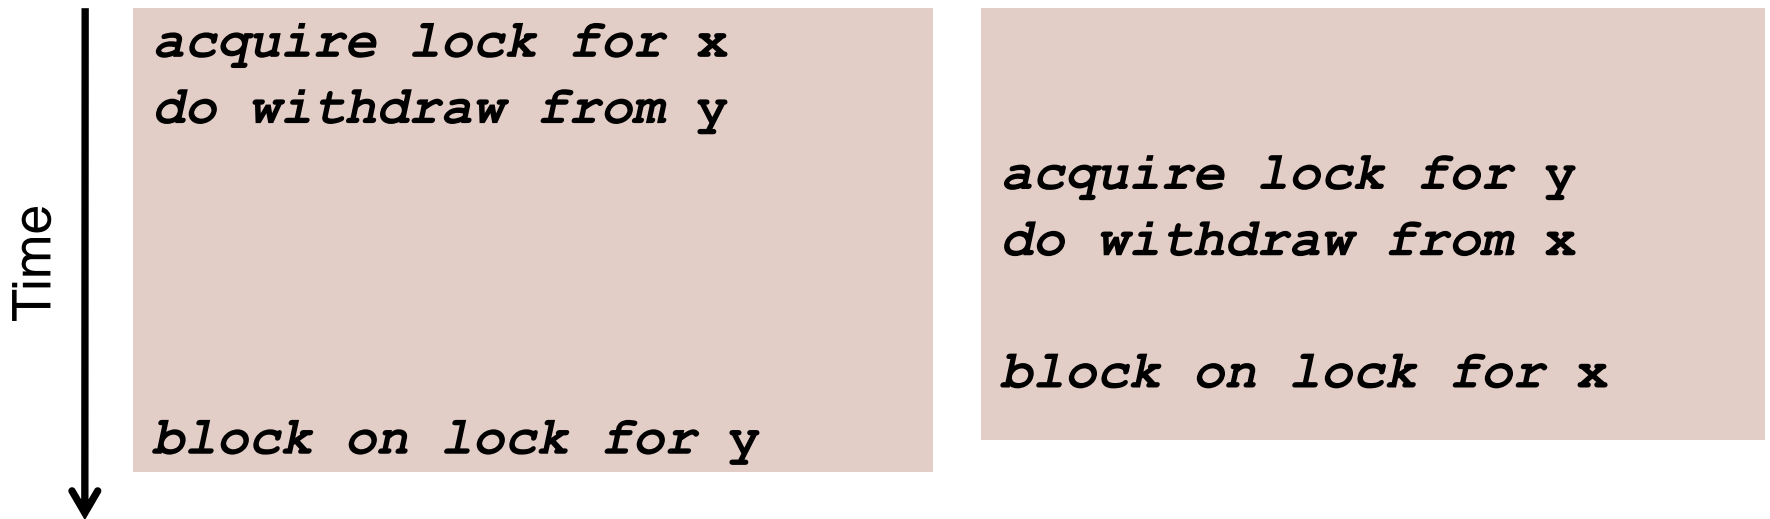 Time
acquire lock for x
do withdraw from y
block on lock for y
acquire lock for y
do withdraw from x
block on lock for x